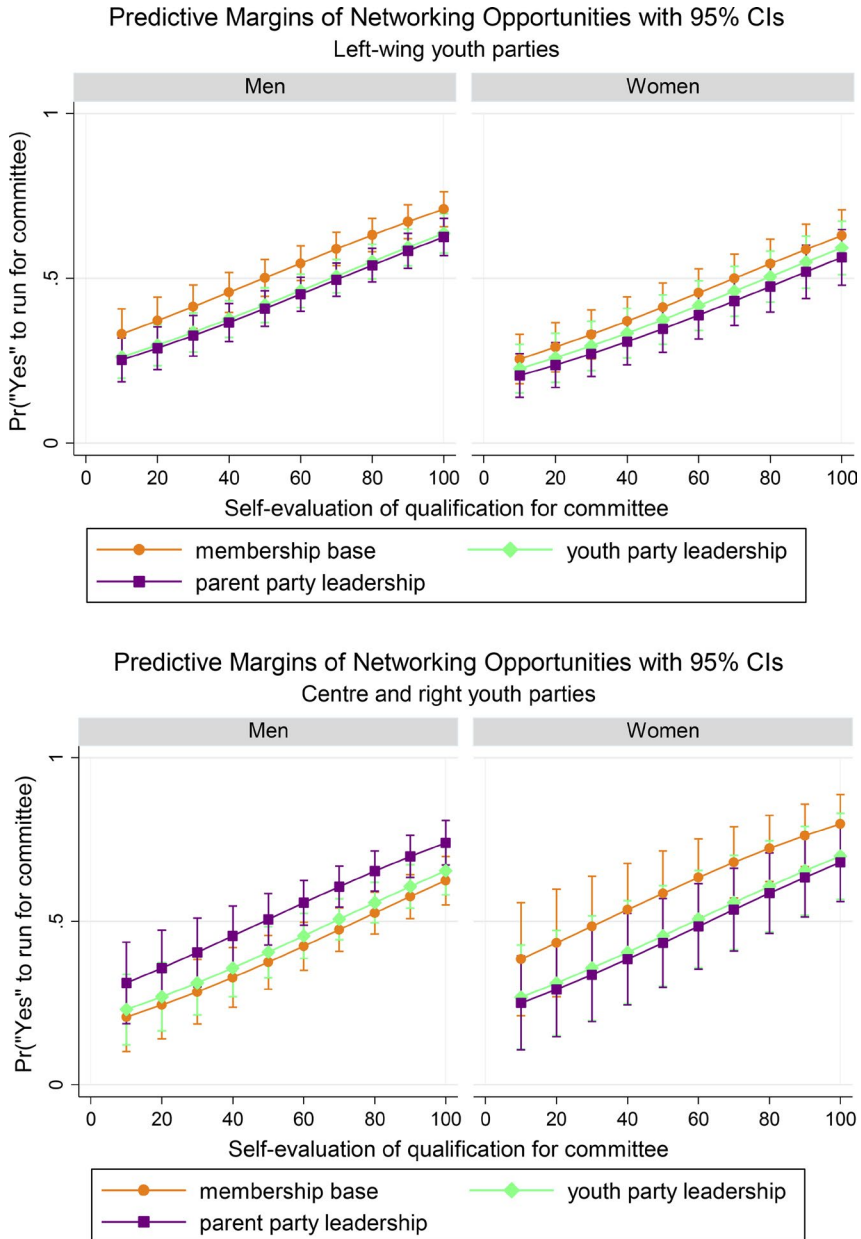 Predictive Margins of Networking Opportunities with 95% CIs
Left-wing youth parties
Men Women
Pr("Yes" to run for committee)
1
.5
0
0 20 40 60 80 100 0 20 40 60 80 100
Self-evaluation of qualification for committee
membership base youth party leadership
parent party leadership
Predictive Margins of Networking Opportunities with 95% CIs
Centre and right youth parties
Men Women
Pr("Yes" to run for committee)
1
.5
0
0 20 40 60 80 100 0 20 40 60 80 100
Self-evaluation of qualification for committee
membership base youth party leadership
parent party leadership